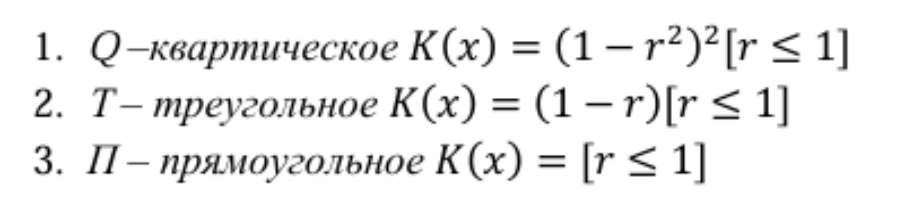 1. Q–квартическое K(x) = (1 − r²)²[r ≤ 1]
2. T– треугольное K(x) = (1 − r)[r ≤ 1]
3. П – прямоугольное K(x) = [r ≤ 1]